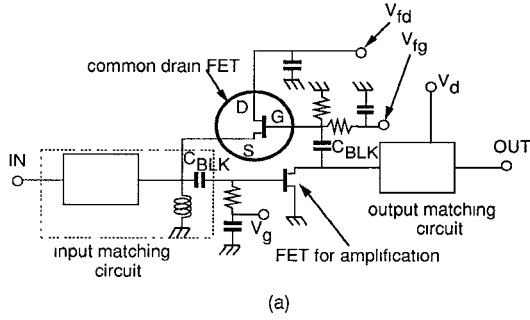 V_fd
V_fg
common drain FET
D
G
S
V_d
IN
C_BLK
C_BLK
OUT
V_g
input matching
circuit
output matching
circuit
FET for amplification
(a)